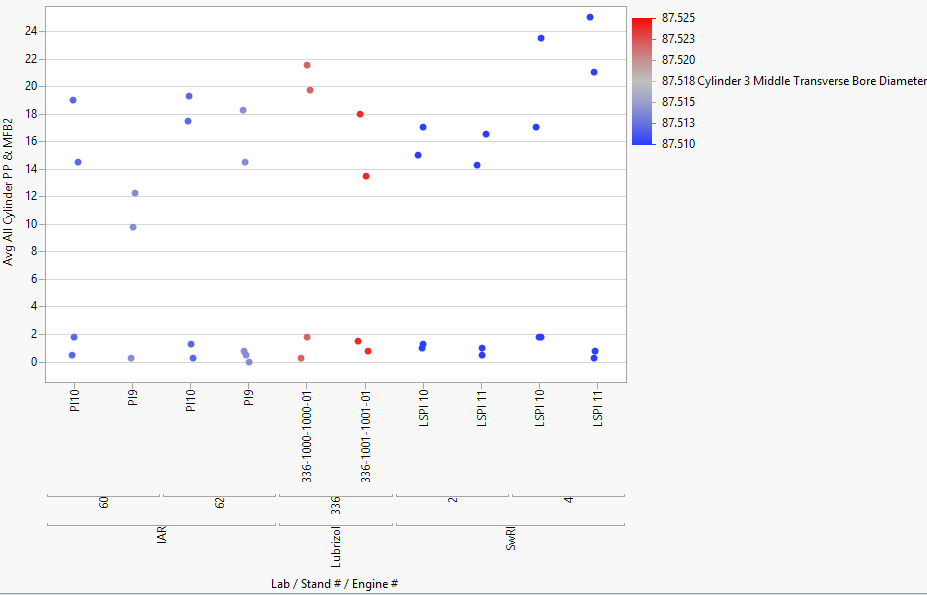 Avg All Cylinder PP & MFB2
24
22
20
18
16
14
12
10
8
6
4
2
0
87.525
87.523
87.520
87.518 Cylinder 3 Middle Transverse Bore Diameter
87.515
87.513
87.510
PI10
PI9
PI10
PI9
336-1000-1000-01
336-1001-1001-01
LSPI 10
LSPI 11
LSPI 10
LSPI 11
60
62
336
2
4
IAR
Lubrizol
SwRI
Lab / Stand # / Engine #